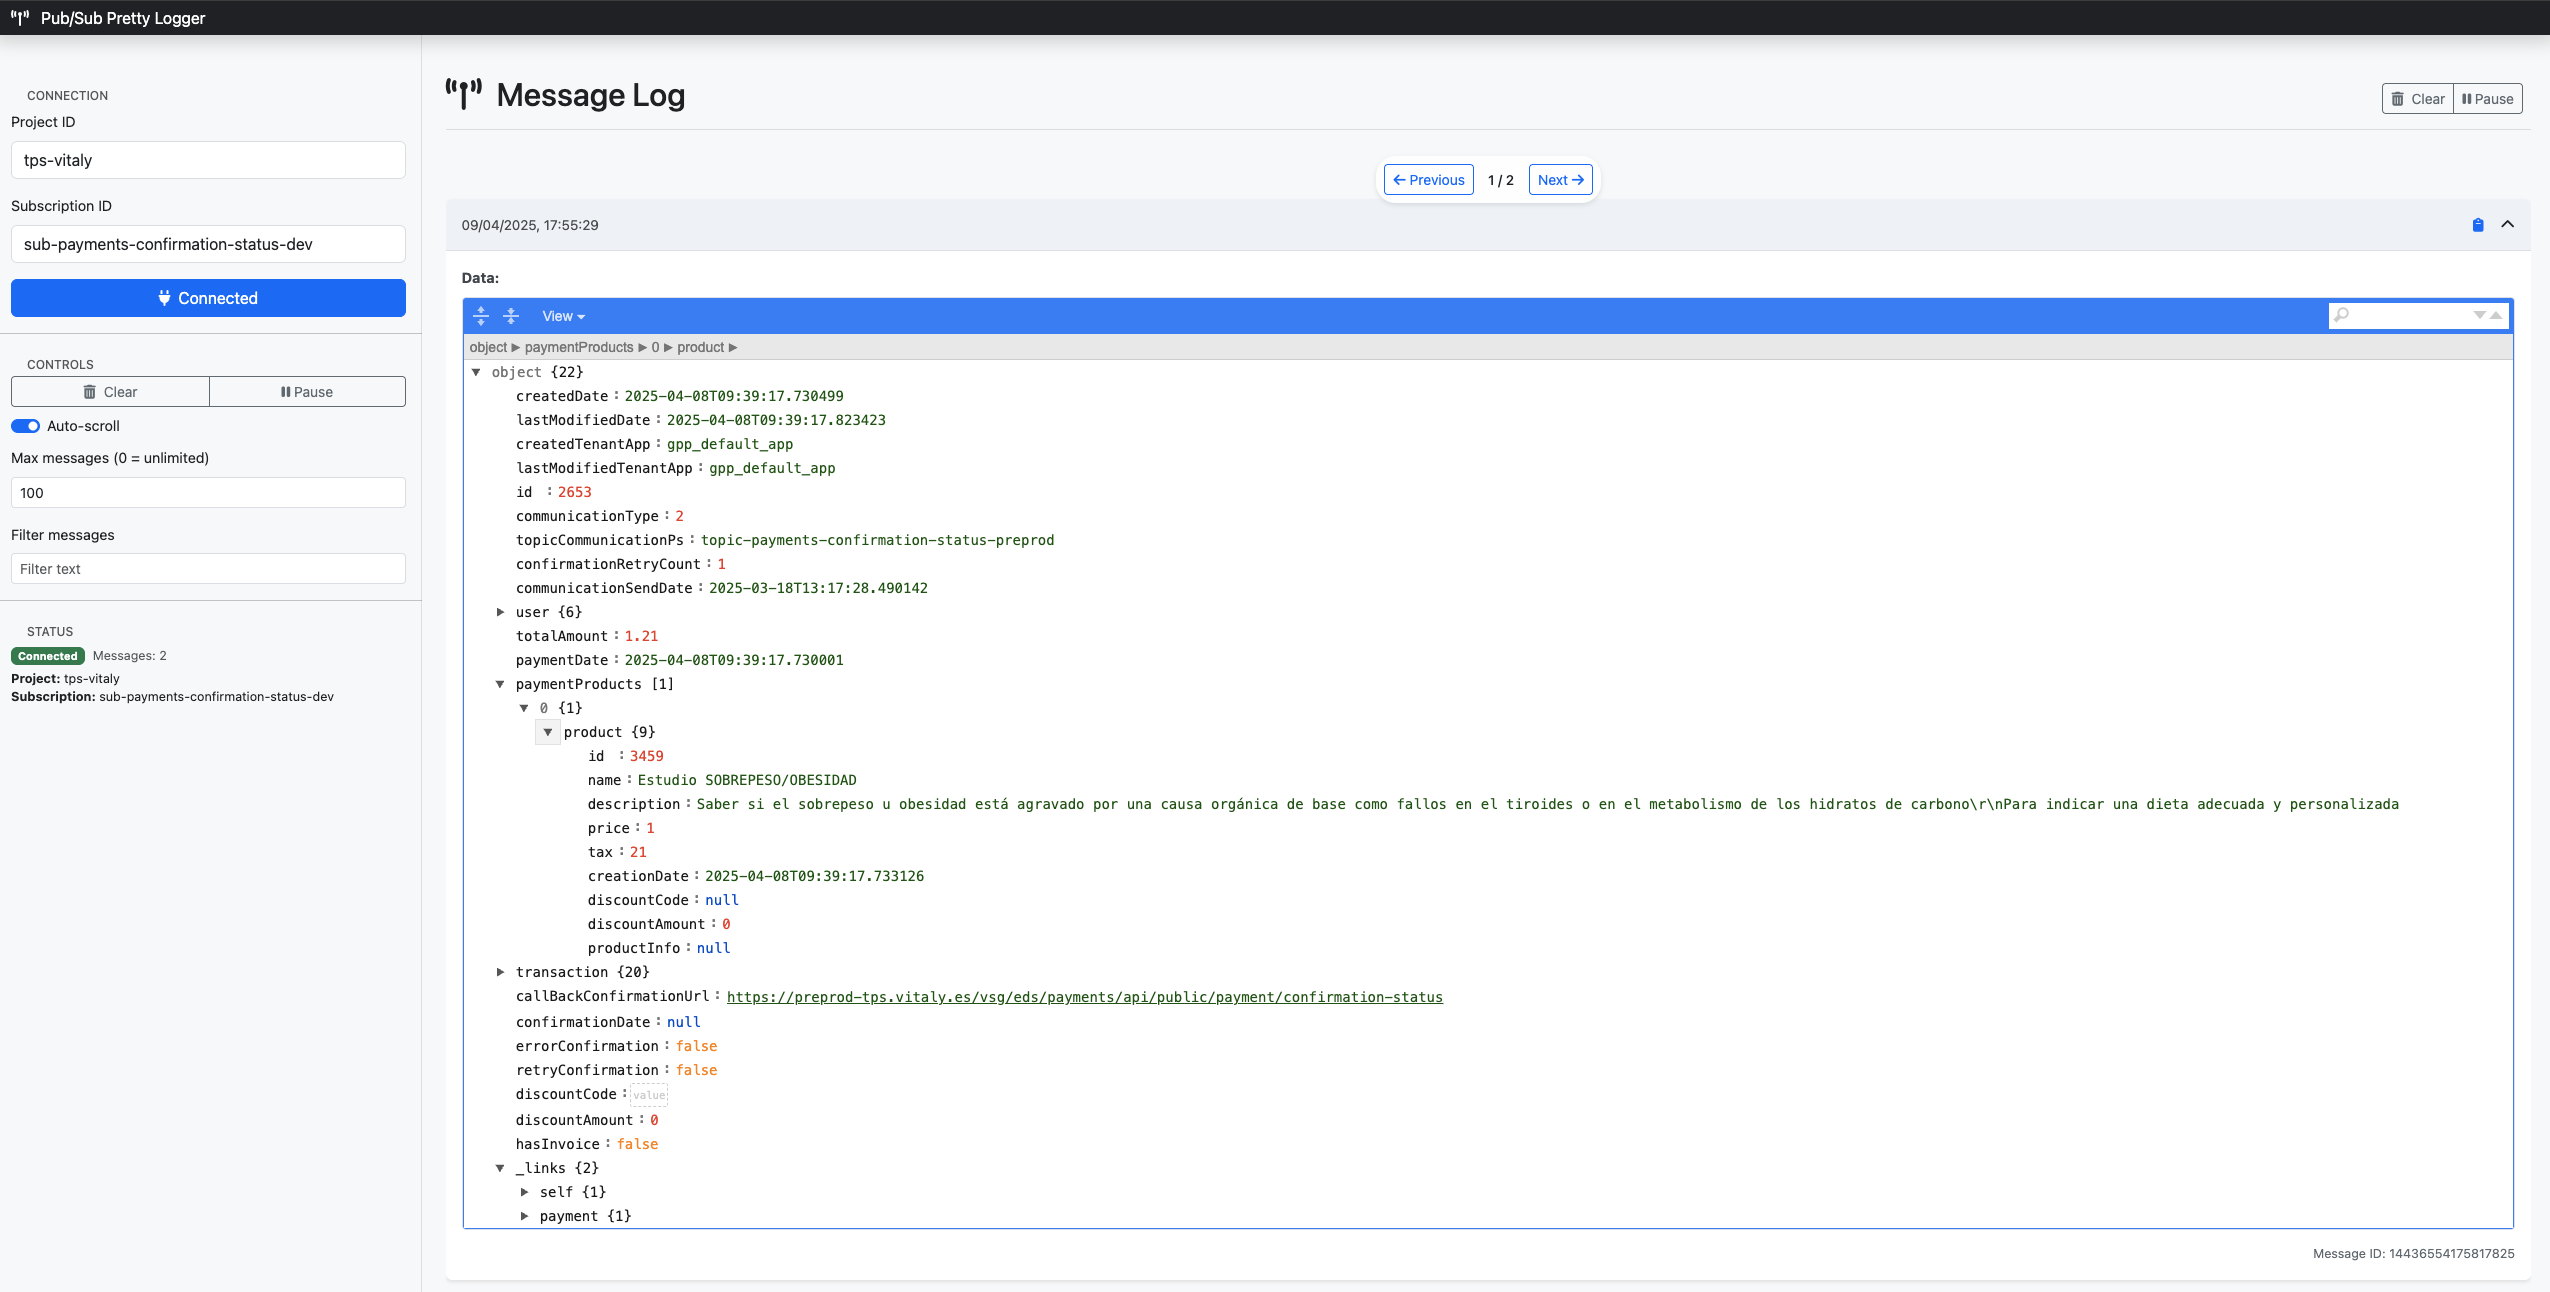 Pub/Sub Pretty Logger
CONNECTION
Project ID
tps-vitaly
Subscription ID
sub-payments-confirmation-status-dev
Connected
CONTROLS
Clear
Pause
Auto-scroll
Max messages (0 = unlimited)
100
Filter messages
Filter text
STATUS
Connected Messages: 2
Project: tps-vitaly
Subscription: sub-payments-confirmation-status-dev
Message Log
Clear
Pause
Previous 1 / 2 Next
09/04/2025, 17:55:29
Data:
View
object ▶ paymentProducts ▶ 0 ▶ product ▶
object {22}
createdDate : 2025-04-08T09:39:17.730499
lastModifiedDate : 2025-04-08T09:39:17.823423
createdTenantApp : gpp_default_app
lastModifiedTenantApp : gpp_default_app
id : 2653
communicationType : 2
topicCommunicationPs : topic-payments-confirmation-status-preprod
confirmationRetryCount : 1
communicationSendDate : 2025-03-18T13:17:28.490142
user {6}
totalAmount : 1.21
paymentDate : 2025-04-08T09:39:17.730001
paymentProducts [1]
0 {1}
product {9}
id : 3459
name : Estudio SOBREPESO/OBESIDAD
description : Saber si el sobrepeso u obesidad está agravado por una causa orgánica de base como fallos en el tiroides o en el metabolismo de los hidratos de carbono\r\nPara indicar una dieta adecuada y personalizada
price : 1
tax : 21
creationDate : 2025-04-08T09:39:17.733126
discountCode : null
discountAmount : 0
productInfo : null
transaction {20}
callBackConfirmationUrl : https://preprod-tps.vitaly.es/vsg/eds/payments/api/public/payment/confirmation-status
confirmationDate : null
errorConfirmation : false
retryConfirmation : false
discountCode : value
discountAmount : 0
hasInvoice : false
_links {2}
self {1}
payment {1}
Message ID: 14436554175817825